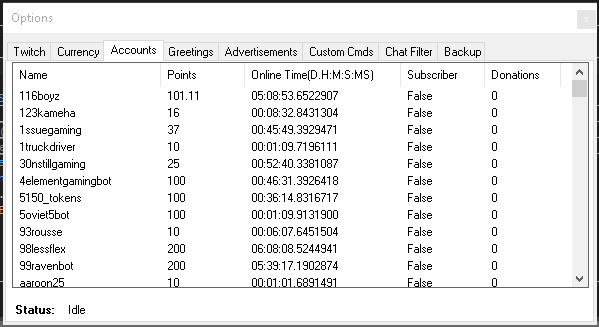 Options
Twitch Currency Accounts Greetings Advertisements Custom Cmds Chat Filter Backup
Name Points Online Time(D.H:M:S:MS) Subscriber Donations
116boyz 101.11 05:08:53.6522907 False 0
123kameha 16 00:08:32.8431304 False 0
1ssuegaming 37 00:45:49.3929471 False 0
1truckdriver 10 00:01:09.7196111 False 0
30nstillgaming 25 00:52:40.3381087 False 0
4elementgamingbot 100 00:46:31.3926418 False 0
5150_tokens 100 00:36:14.8316717 False 0
5oviet5bot 100 00:01:09.9131900 False 0
93rousse 10 00:06:07.6451504 False 0
98lessflex 200 06:08:08.5244941 False 0
99ravenbot 200 05:39:17.1902874 False 0
aaroon25 10 00:01:01.6891491 False 0
Status: Idle